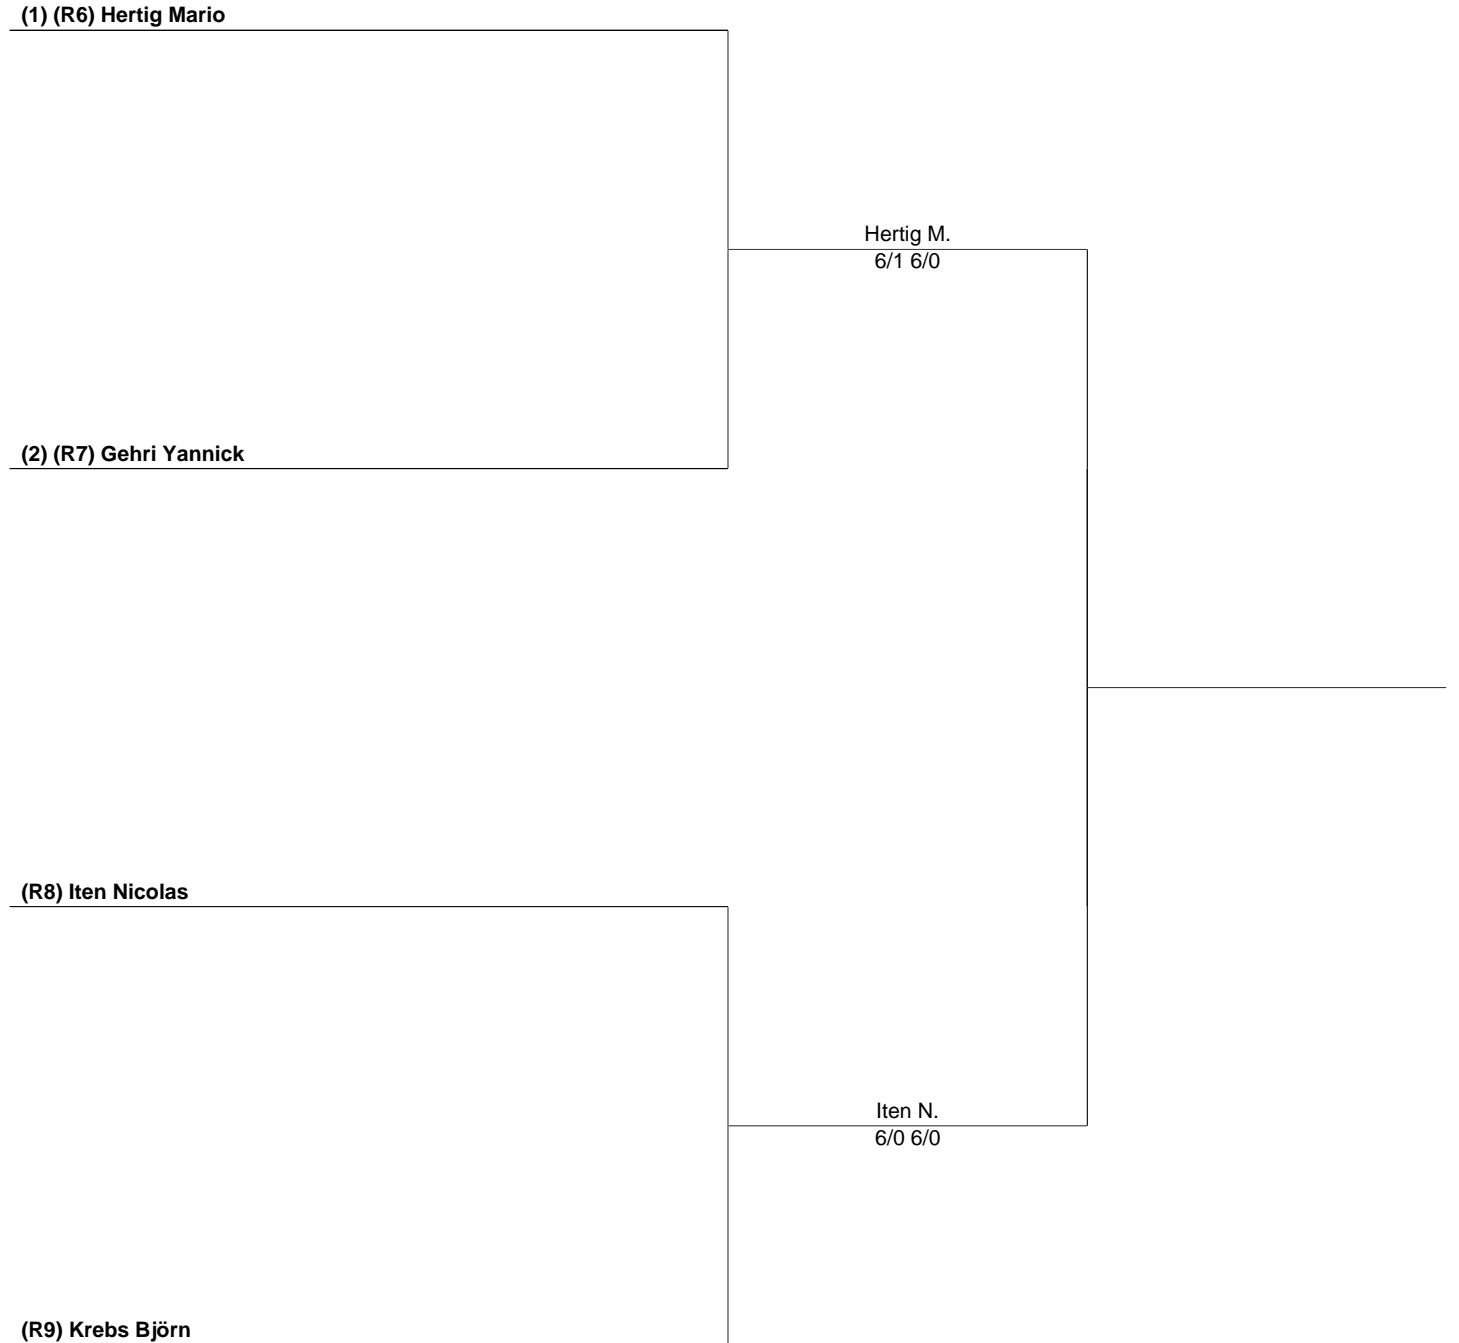 (1) (R6) Hertig Mario
Hertig M.
6/1 6/0
(2) (R7) Gehri Yannick
(R8) Iten Nicolas
Iten N.
6/0 6/0
(R9) Krebs Björn